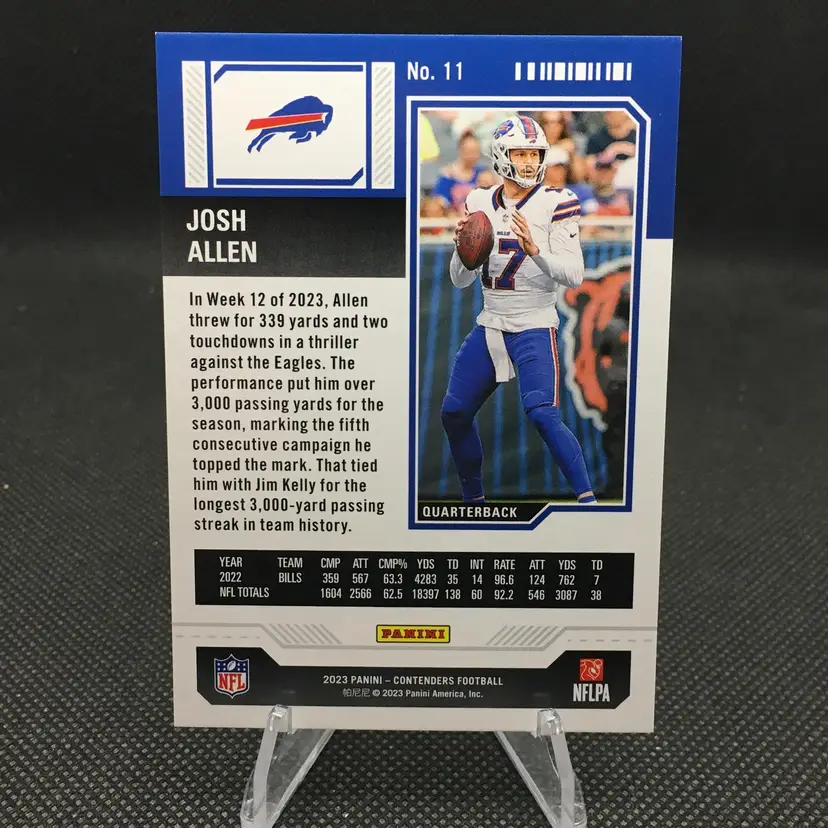 No. 11
JOSH
ALLEN
In Week 12 of 2023, Allen
threw for 339 yards and two
touchdowns in a thriller
against the Eagles. The
performance put him over
3,000 passing yards for the
season, marking the fifth
consecutive campaign he
topped the mark. That tied
him with Jim Kelly for the
longest 3,000-yard passing
streak in team history.
BILLS
17
QUARTERBACK
YEAR TEAM CMP ATT CMP% YDS TD INT RATE ATT YDS TD
2022 BILLS 359 567 63.3 4283 35 14 96.6 124 762 7
NFL TOTALS 1604 2566 62.5 18397 138 60 92.2 546 3087 38
PANINI
NFL
2023 PANINI – CONTENDERS FOOTBALL
帕尼尼 © 2023 Panini America, Inc.
NFLPA